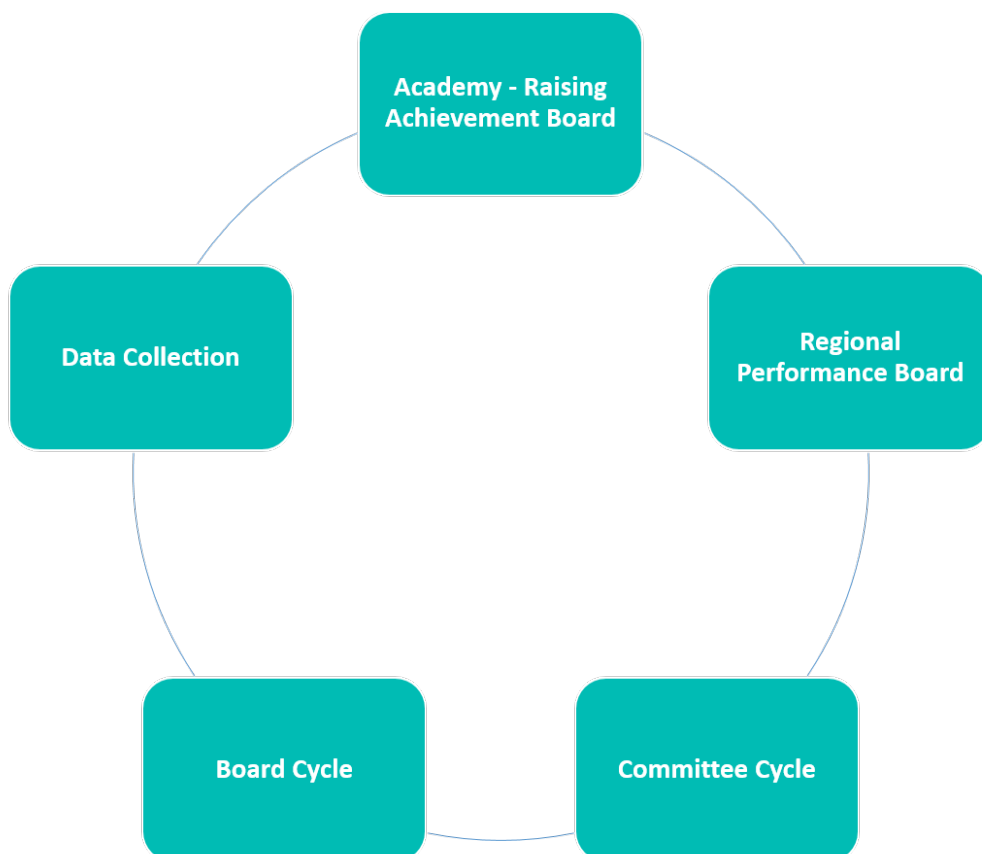 Academy - Raising
Achievement Board
Data Collection
Regional
Performance Board
Board Cycle
Committee Cycle